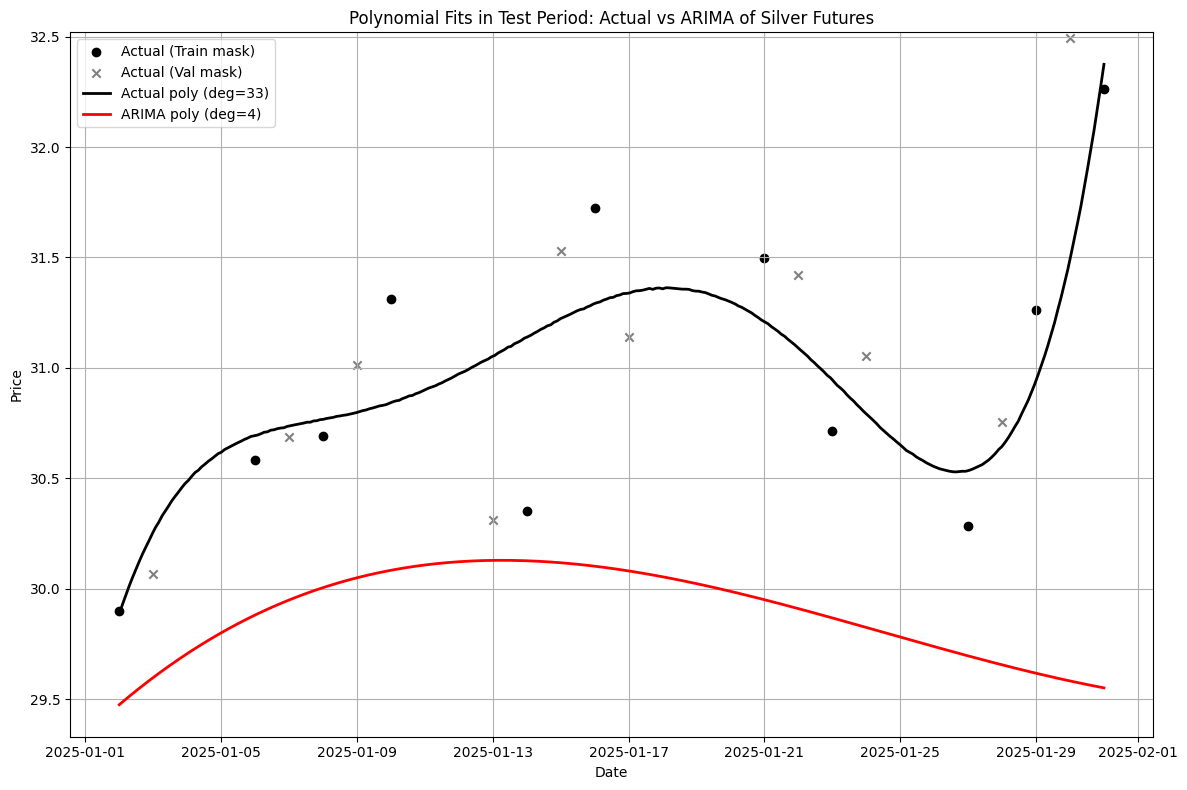 Polynomial Fits in Test Period: Actual vs ARIMA of Silver Futures
Actual (Train mask)
Actual (Val mask)
Actual poly (deg=33)
ARIMA poly (deg=4)
Price
32.5
32.0
31.5
31.0
30.5
30.0
29.5
2025-01-01 2025-01-05 2025-01-09 2025-01-13 2025-01-17 2025-01-21 2025-01-25 2025-01-29 2025-02-01
Date